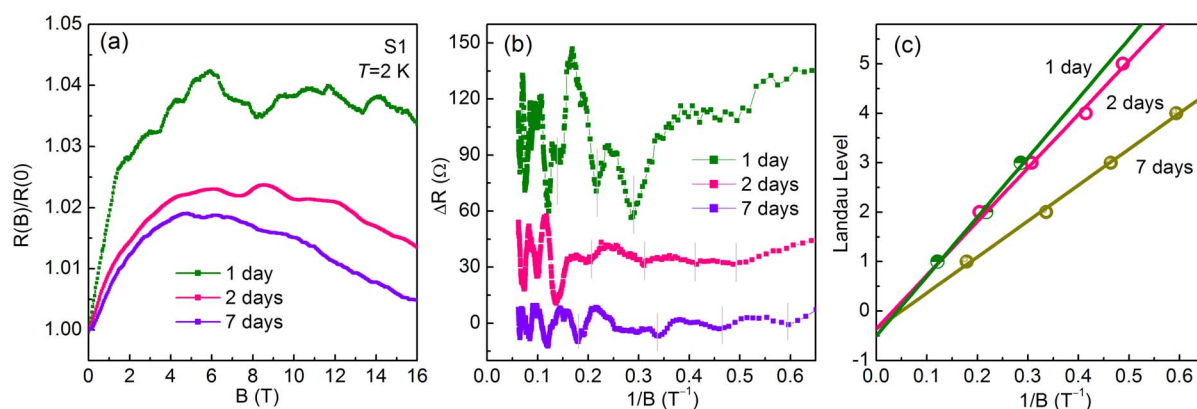 (a)
S1
T=2 K
1.05
1.04
1.03
1.02
1.01
1.00
R(B)/R(0)
1 day
2 days
7 days
0 2 4 6 8 10 12 14 16
B (T)
(b)
150
120
90
60
30
0
ΔR (Ω)
1 day
2 days
7 days
0.0 0.1 0.2 0.3 0.4 0.5 0.6
1/B (T⁻¹)
(c)
5
4
3
2
1
0
-1
Landau Level
1 day
2 days
7 days
0.0 0.1 0.2 0.3 0.4 0.5 0.6
1/B (T⁻¹)